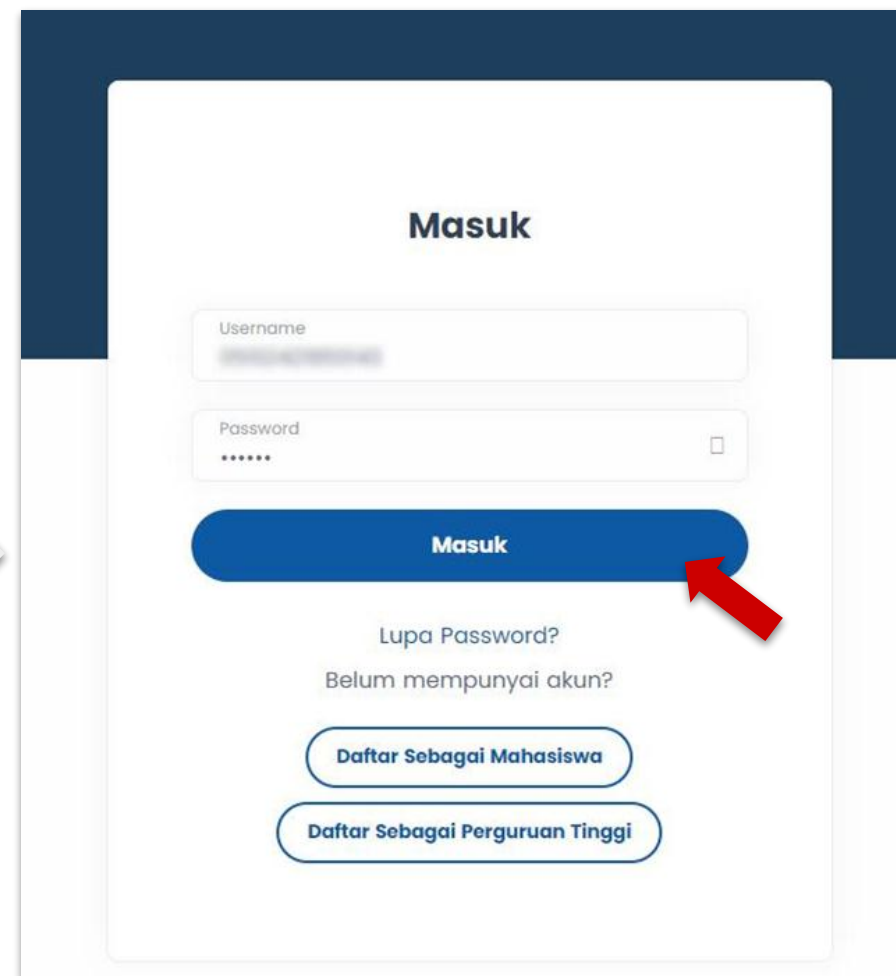 Masuk
Username
Password
••••••
Masuk
Lupa Password?
Belum mempunyai akun?
Daftar Sebagai Mahasiswa
Daftar Sebagai Perguruan Tinggi